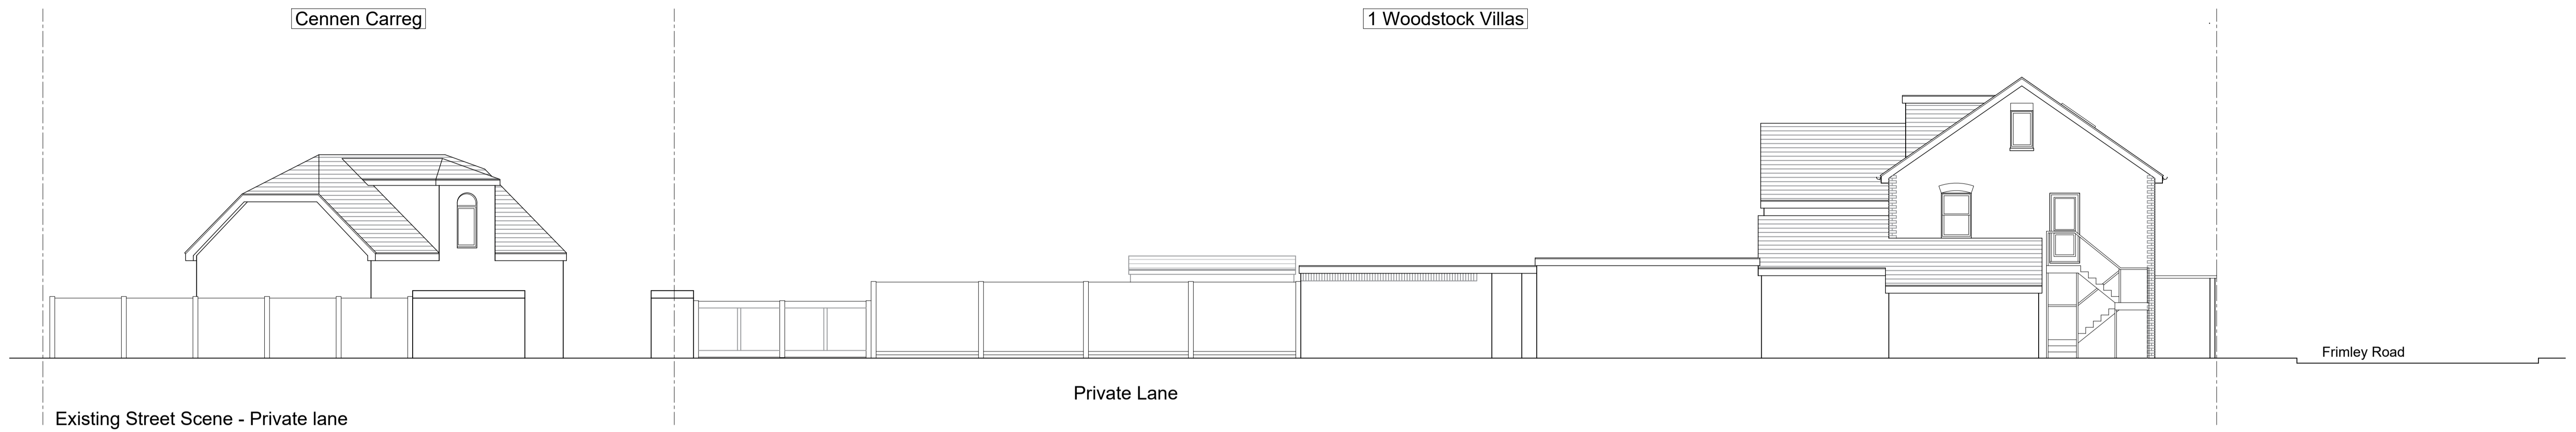 Cennen Carreg
1 Woodstock Villas
Frimley Road
Private Lane
Existing Street Scene - Private lane